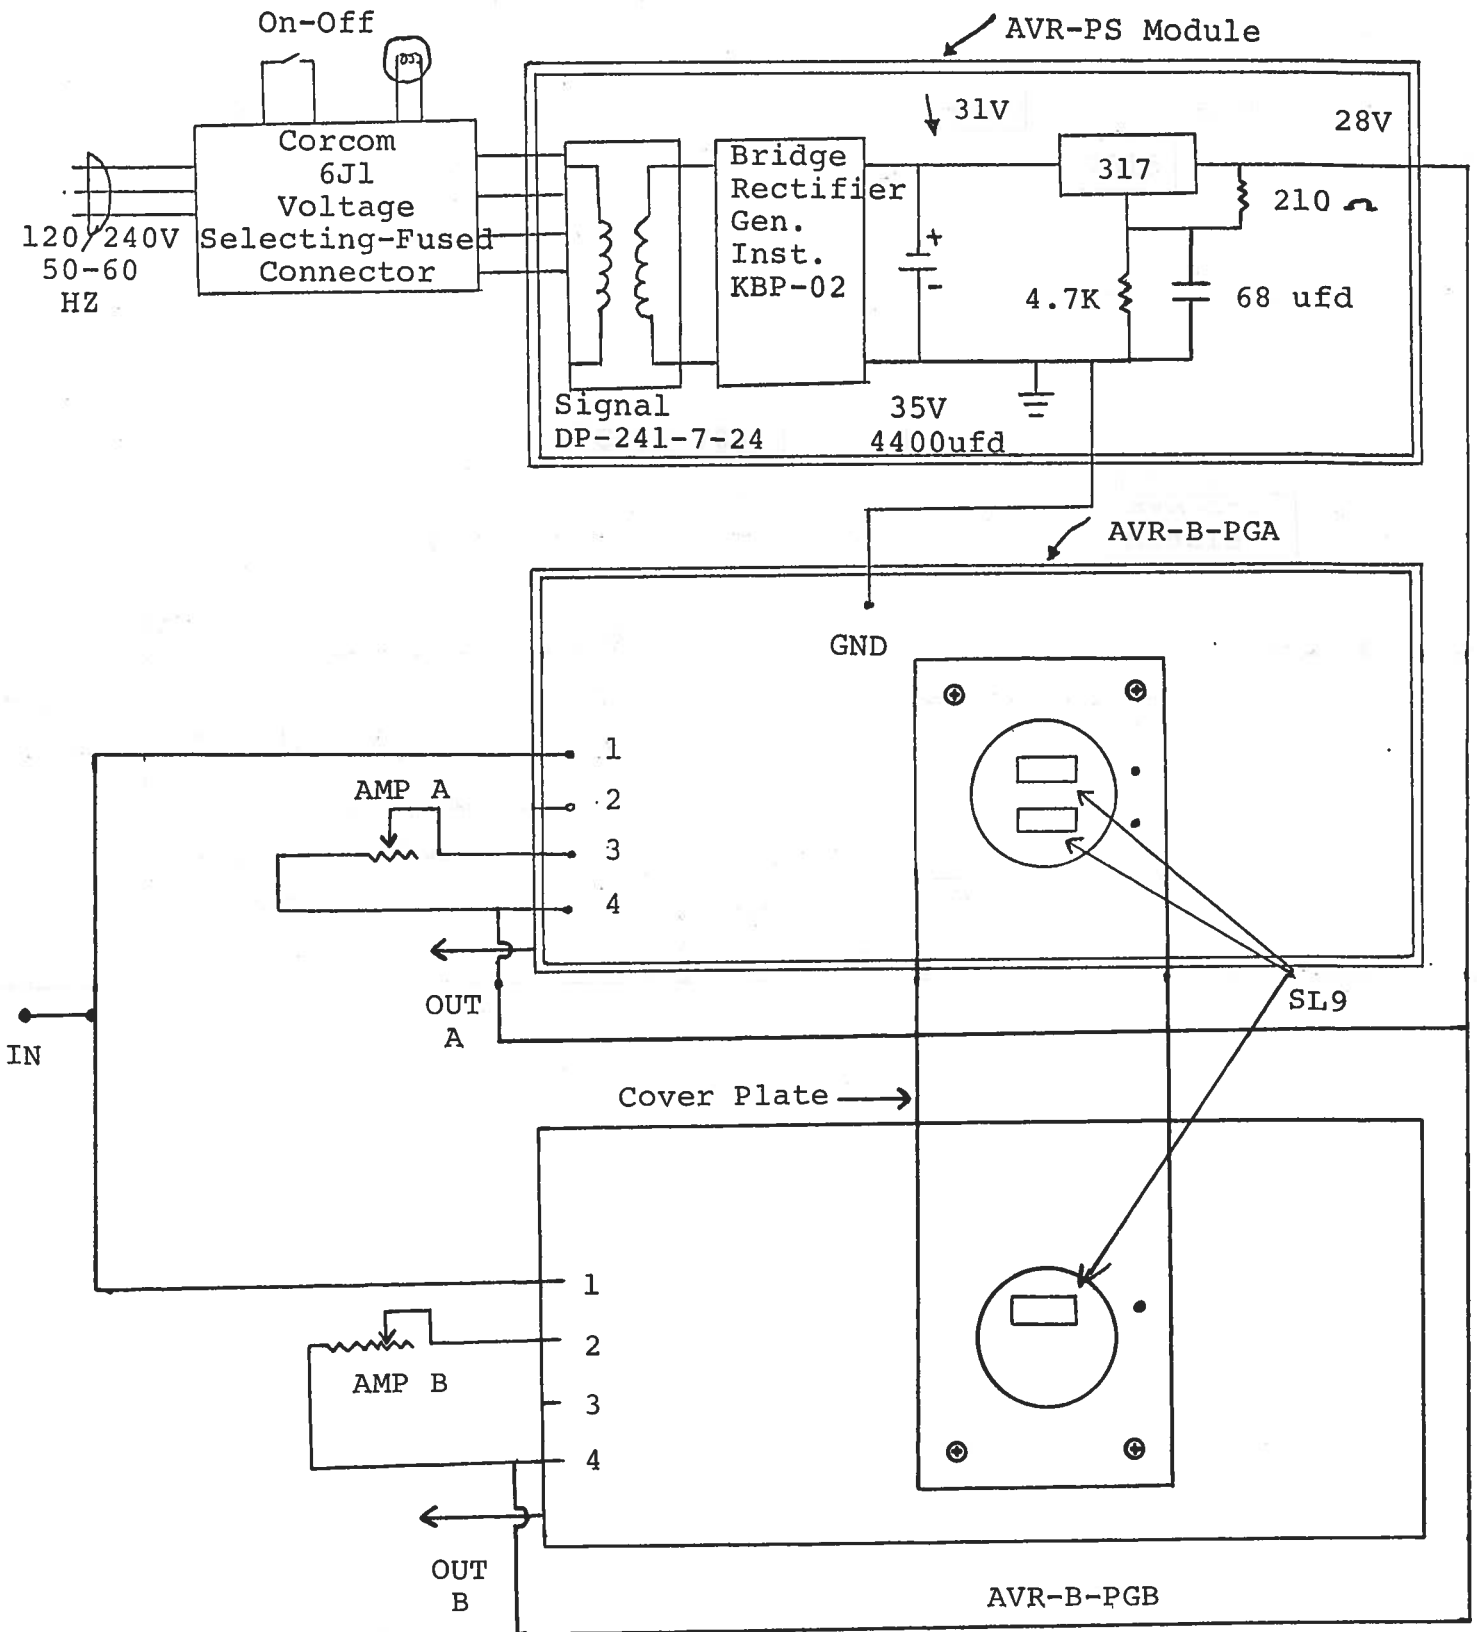 On-Off
AVR-PS Module
Corcom
6J1
Voltage
Selecting-Fused
Connector
120/240V
50-60
HZ
31V
28V
Bridge
Rectifier
Gen.
Inst.
KBP-02
317
210 Ω
+
-
4.7K
68 ufd
Signal
DP-241-7-24
35V
4400ufd
AVR-B-PGA
GND
1
AMP A
2
3
4
OUT
A
SL9
IN
Cover Plate
1
2
AMP B
3
4
OUT
B
AVR-B-PGB